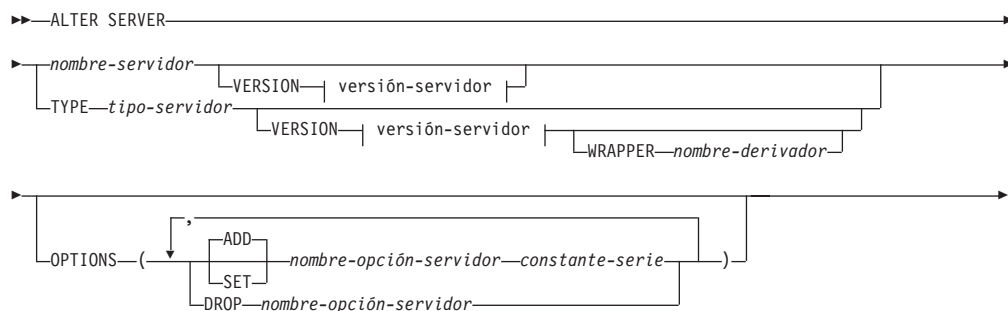 ALTER SERVER
nombre-servidor
VERSION versión-servidor
TYPE tipo-servidor
VERSION versión-servidor
WRAPPER nombre-derivador
,
ADD
OPTIONS ( nombre-opción-servidor constante-serie )
SET
DROP nombre-opción-servidor